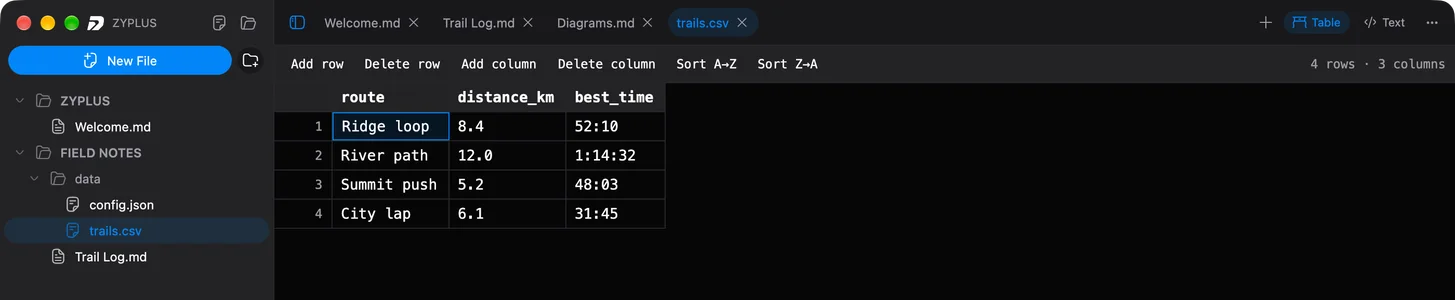 ZYPLUS
Welcome.md
Trail Log.md
Diagrams.md
trails.csv
Table
Text
New File
Add row
Delete row
Add column
Delete column
Sort A→Z
Sort Z→A
4 rows · 3 columns
ZYPLUS
Welcome.md
FIELD NOTES
data
config.json
trails.csv
Trail Log.md
route distance_km best_time
1 Ridge loop 8.4 52:10
2 River path 12.0 1:14:32
3 Summit push 5.2 48:03
4 City lap 6.1 31:45